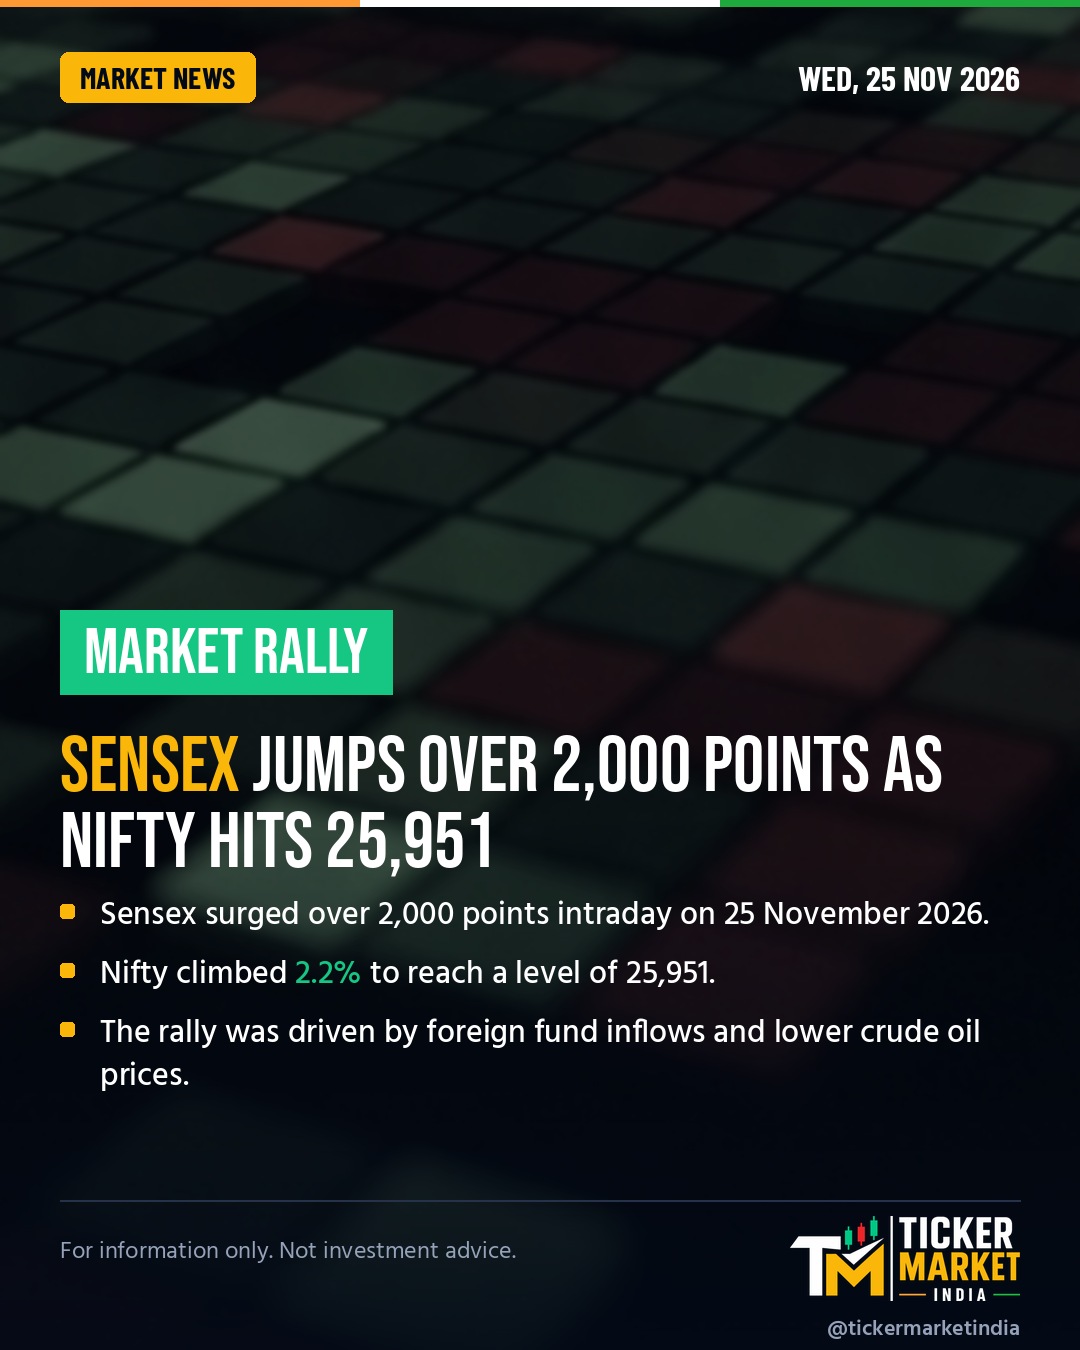 MARKET NEWS
WED, 25 NOV 2026
MARKET RALLY
SENSEX JUMPS OVER 2,000 POINTS AS
NIFTY HITS 25,951
Sensex surged over 2,000 points intraday on 25 November 2026.
Nifty climbed 2.2% to reach a level of 25,951.
The rally was driven by foreign fund inflows and lower crude oil
prices.
For information only. Not investment advice.
TM
TICKER
MARKET
INDIA
@tickermarketindia